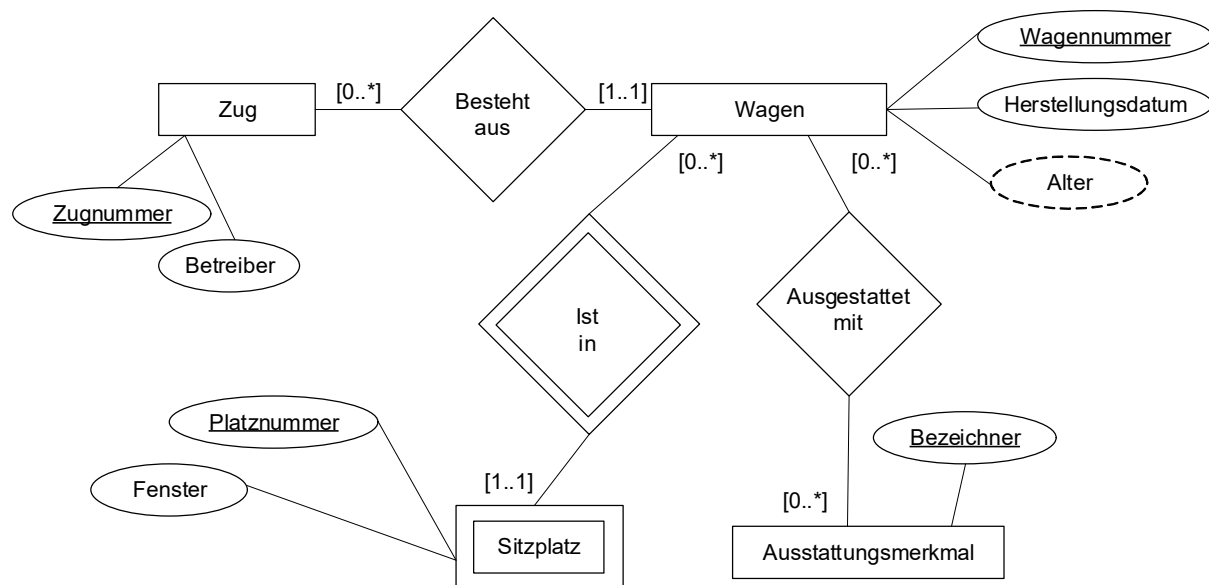 Wagennummer
[0..*]
[1..1]
Zug
Besteht
aus
Wagen
Herstellungsdatum
[0..*]
[0..*]
Alter
Zugnummer
Betreiber
Ist
in
Ausgestattet
mit
Platznummer
Bezeichner
Fenster
[1..1]
[0..*]
Sitzplatz
Ausstattungsmerkmal